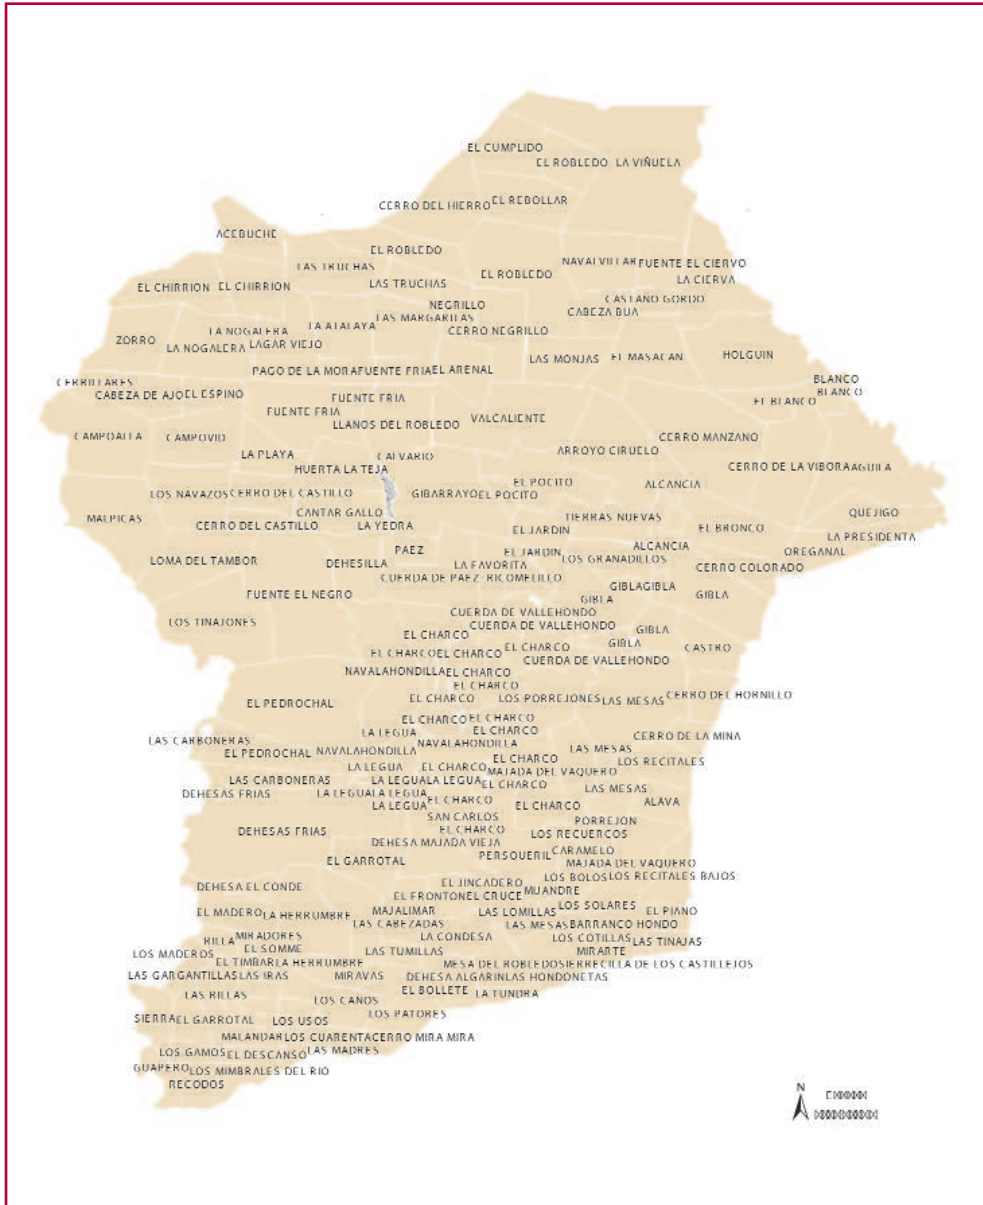 EL CUMPLIDO
EL ROBLEDO LA VIÑUELA
CERRO DEL HIERRO EL REBOLLAR
ACEBUCHE
EL ROBLEDO
LAS TRUCHAS
NAVALVILLAR FUENTE EL CIERVO
EL ROBLEDO
LA CIERVA
EL CHIRRION EL CHIRRION
LAS TRUCHAS
CASTAÑO GORDO
NEGRILLO
CABEZA BUA
LAS MARGARITAS
LA NOGALERA LA ATALAYA
CERRO NEGRILLO
ZORRO
LA NOGALERA LAGAR VIEJO
LAS MONJAS EL MASACAN HOLGUIN
PAGO DE LA MORA FUENTE FRIA EL ARENAL
CERRILLARES
BLANCO
CABEZA DE AJO EL ESPINO
BLANCO
FUENTE FRIA
EL BLANCO
FUENTE FRIA
LLANOS DEL ROBLEDO VALCALIENTE
CAMPOALLA CAMPOVID
CERRO MANZANO
LA PLAYA CALVARIO
ARROYO CIRUELO
HUERTA LA TEJA
CERRO DE LA VIBORA AGUILA
EL POCITO ALCANCIA
LOS NAVAZOS CERRO DEL CASTILLO GIBARRAYO EL POCITO
CANTAR GALLO
QUEJIGO
MALPICAS
TIERRAS NUEVAS
CERRO DEL CASTILLO LA YEDRA
EL JARDIN EL BRONCO
LA PRESIDENTA
PAEZ
EL JARDIN ALCANCIA OREGANAL
LOMA DEL TAMBOR DEHESILLA LA FAVORITA LOS GRANADILLOS
CERRO COLORADO
CUERDA DE PAEZ RICOMELILLO
GIBLA GIBLA
FUENTE EL NEGRO
GIBLA GIBLA
CUERDA DE VALLEHONDO
LOS TINAJONES
CUERDA DE VALLEHONDO
GIBLA
EL CHARCO
GIBLA CASTRO
EL CHARCO EL CHARCO EL CHARCO
CUERDA DE VALLEHONDO
NAVALAHONDILLA EL CHARCO
EL CHARCO
EL PEDROCHAL
EL CHARCO LOS PORREJONES LAS MESAS CERRO DEL HORNILLO
EL CHARCO EL CHARCO
LA LEGUA EL CHARCO
LAS CARBONERAS
CERRO DE LA MINA
EL PEDROCHAL NAVALAHONDILLA NAVALAHONDILLA
LAS MESAS
EL CHARCO
LOS RECITALES
LA LEGUA EL CHARCO
MAJADA DEL VAQUERO
LAS CARBONERAS
LA LEGUA LA LEGUA
EL CHARCO
LAS MESAS
DEHESAS FRIAS LA LEGUA LA LEGUA
LA LEGUA EL CHARCO EL CHARCO
ALAVA
SAN CARLOS
PORREJON
DEHESAS FRIAS
EL CHARCO
LOS RECUERCOS
DEHESA MAJADA VIEJA
CARAMELO
EL GARROTAL
PERSQUERIL
MAJADA DEL VAQUERO
LOS BOLOS LOS RECITALES BAJOS
DEHESA EL CONDE
EL JINCADERO MIJANDRE
EL FRONTON EL CRUCE
LOS SOLARES
EL MADERO LA HERRUMBRE MAJALIMAR LAS LOMILLAS
EL PIANO
LAS CABEZADAS
LAS MESAS BARRANCO HONDO
RILLA MIRADORES
LA CONDESA
LOS COTILLAS LAS TINAJAS
EL SOMME
LOS MADEROS LAS TUMILLAS
MIRARTE
EL TIMBAR LA HERRUMBRE
MESA DEL ROBLEDO SIERRECILLA DE LOS CASTILLEJOS
LAS GARGANTILLAS LAS IRAS MIRAVAS
DEHESA ALGARIN LAS HONDONETAS
EL BOLLETE
LAS RILLAS LOS CAÑOS
LA TUNDRA
LOS PATORES
SIERRA EL GARROTAL LOS USOS
MALANDAR LOS CUARENTA CERRO MIRA MIRA
LOS GAMOS EL DESCANSO LAS MADRES
GUAPERO LOS MIMBRALES DEL RIO
RECODOS
N